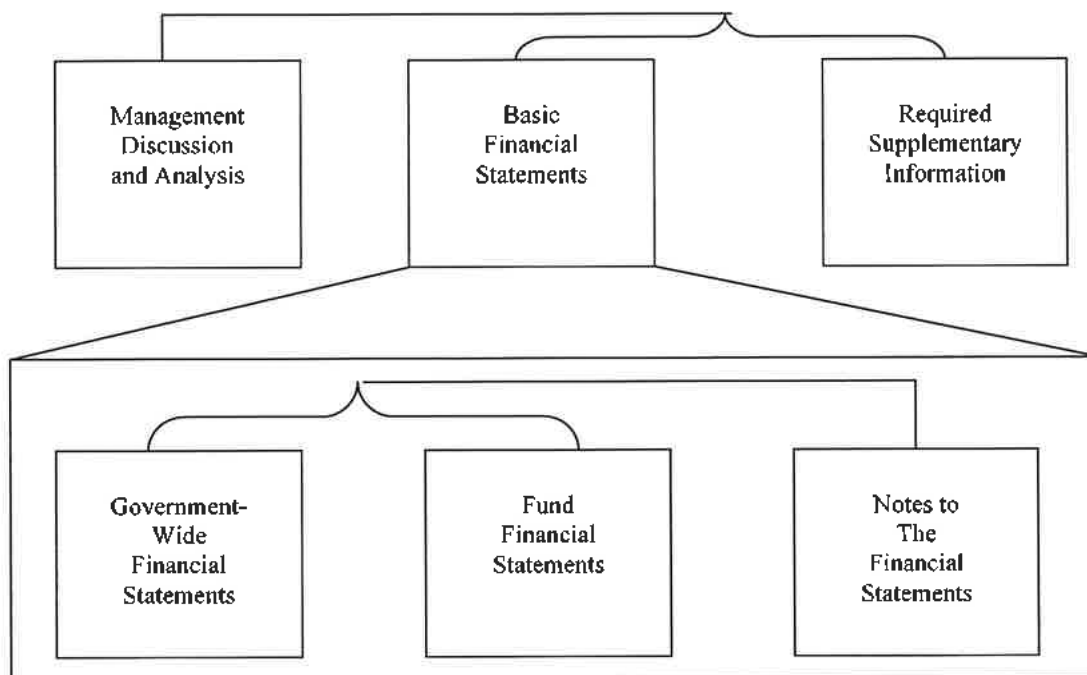 Management
Discussion
and Analysis
Basic
Financial
Statements
Required
Supplementary
Information
Government-
Wide
Financial
Statements
Fund
Financial
Statements
Notes to
The
Financial
Statements